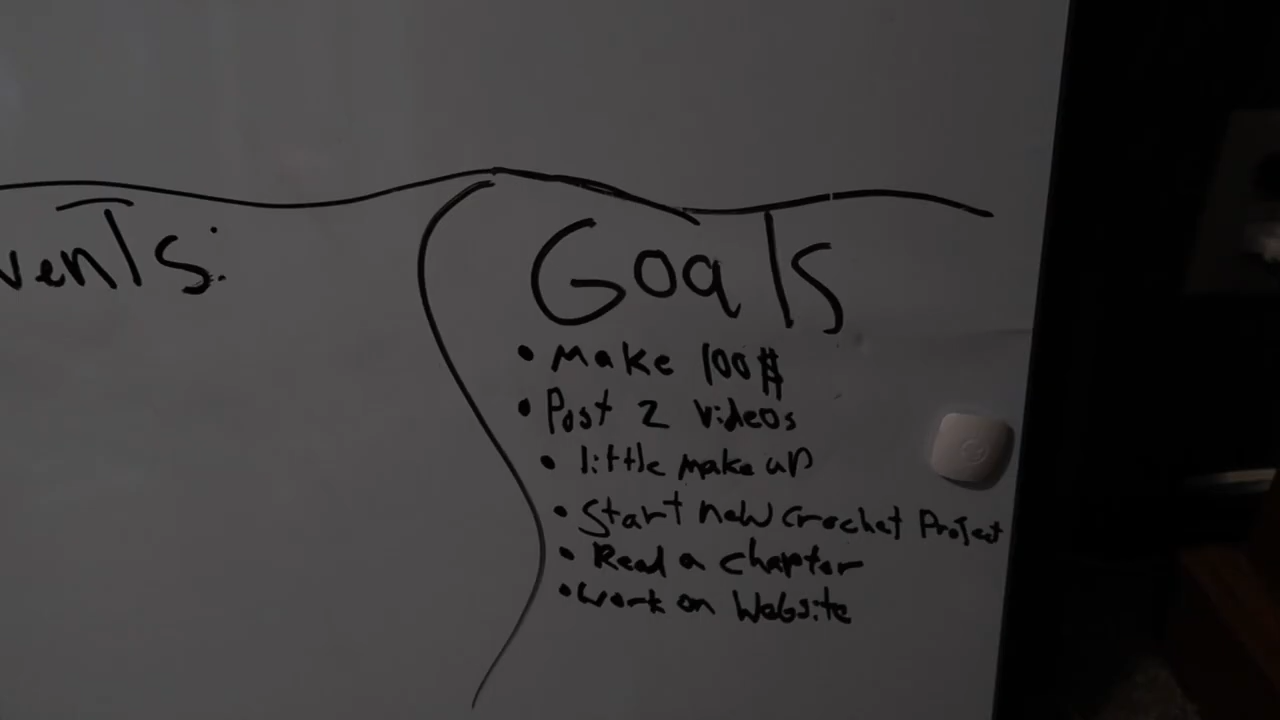 vents:
Goals
• Make 100$
• Post 2 videos
• little make up
• Start new crochet Project
• Read a chapter
• work on Website